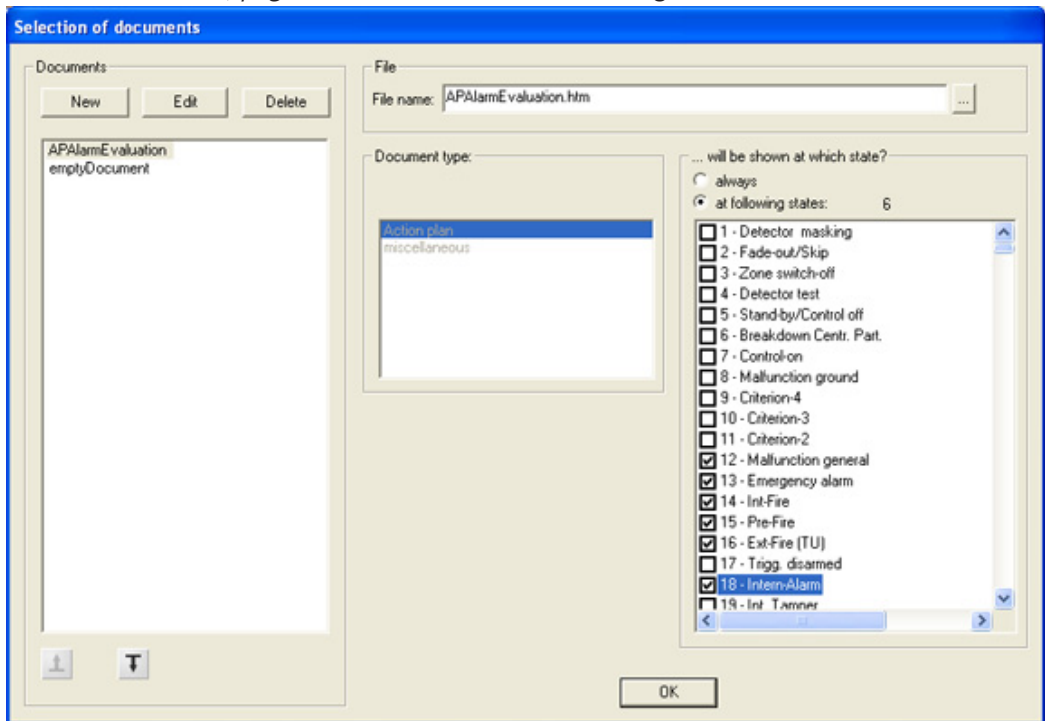 Selection of documents
Documents
New Edit Delete
APAlarmEvaluation
emptyDocument
File
File name: APAlarmEvaluation.htm ...
Document type:
Action plan
miscellaneous
... will be shown at which state?
always
at following states: 6
1 - Detector masking
2 - Fade-out/Skip
3 - Zone switch-off
4 - Detector test
5 - Stand-by/Control off
6 - Breakdown Centr. Part.
7 - Control-on
8 - Malfunction ground
9 - Criterion-4
10 - Criterion-3
11 - Criterion-2
12 - Malfunction general
13 - Emergency alarm
14 - Int-Fire
15 - Pre-Fire
16 - Ext-Fire (TU)
17 - Trigg. disarmed
18 - Intern-Alarm
19 - Int. Tamper
OK